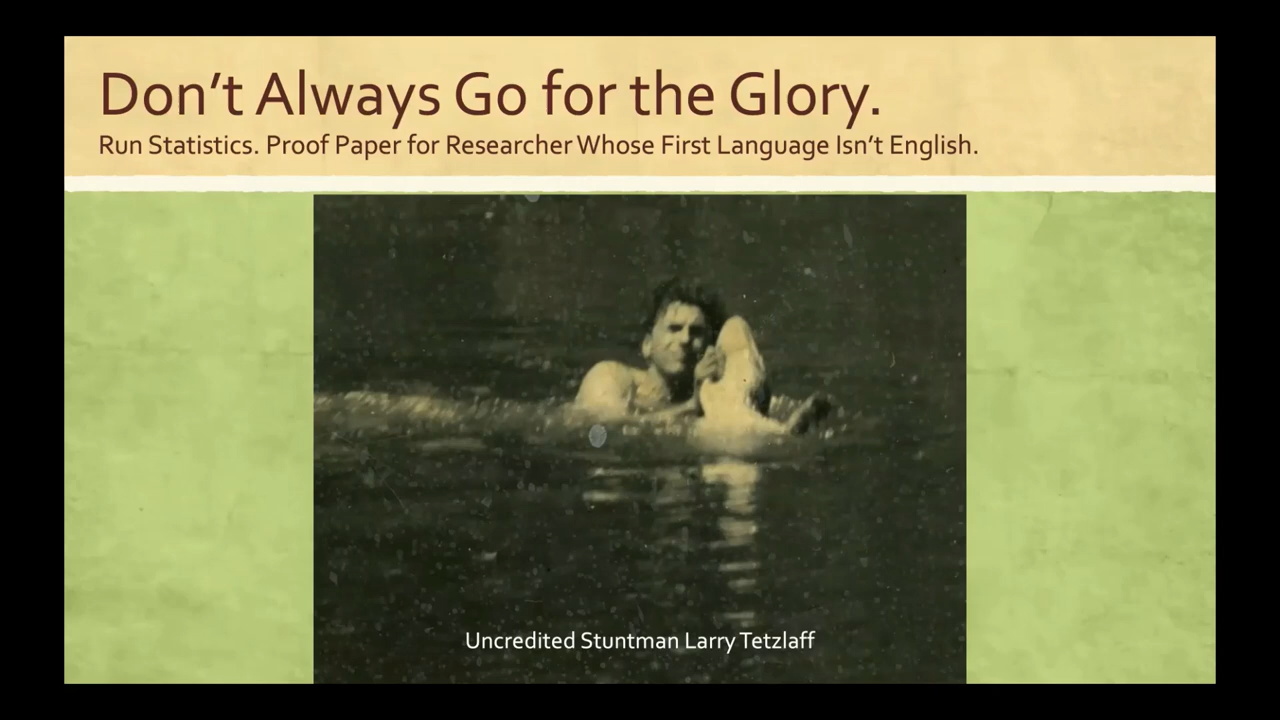 Don’t Always Go for the Glory.
Run Statistics. Proof Paper for Researcher Whose First Language Isn’t English.
Uncredited Stuntman Larry Tetzlaff